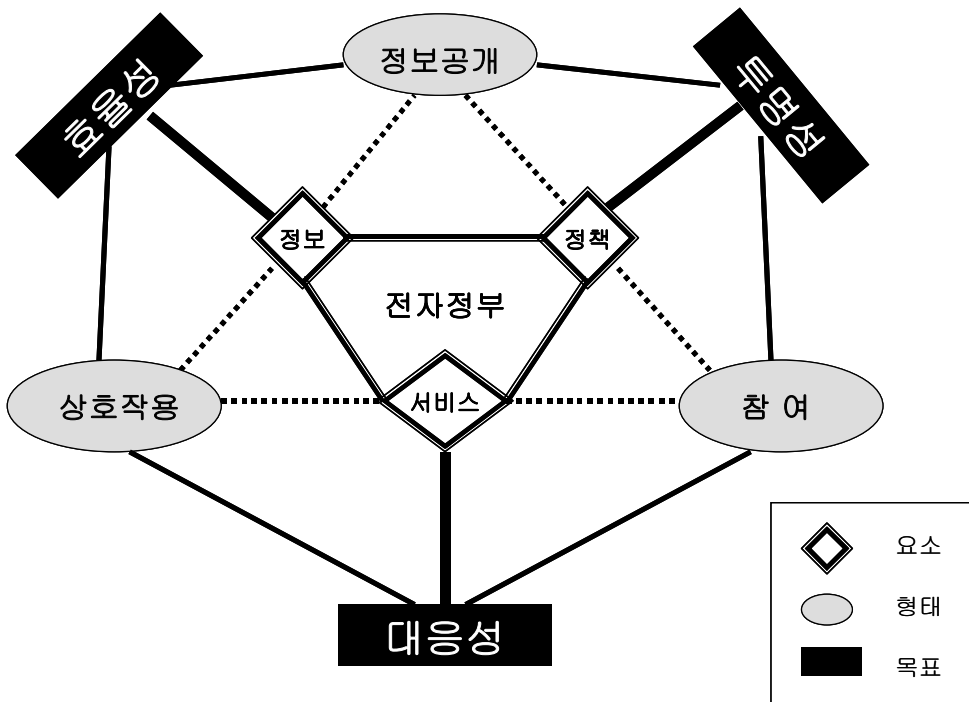 정보공개
효율성
투명성
정보
정책
전자정부
서비스
상호작용
참 여
대응성
요소
형태
목표